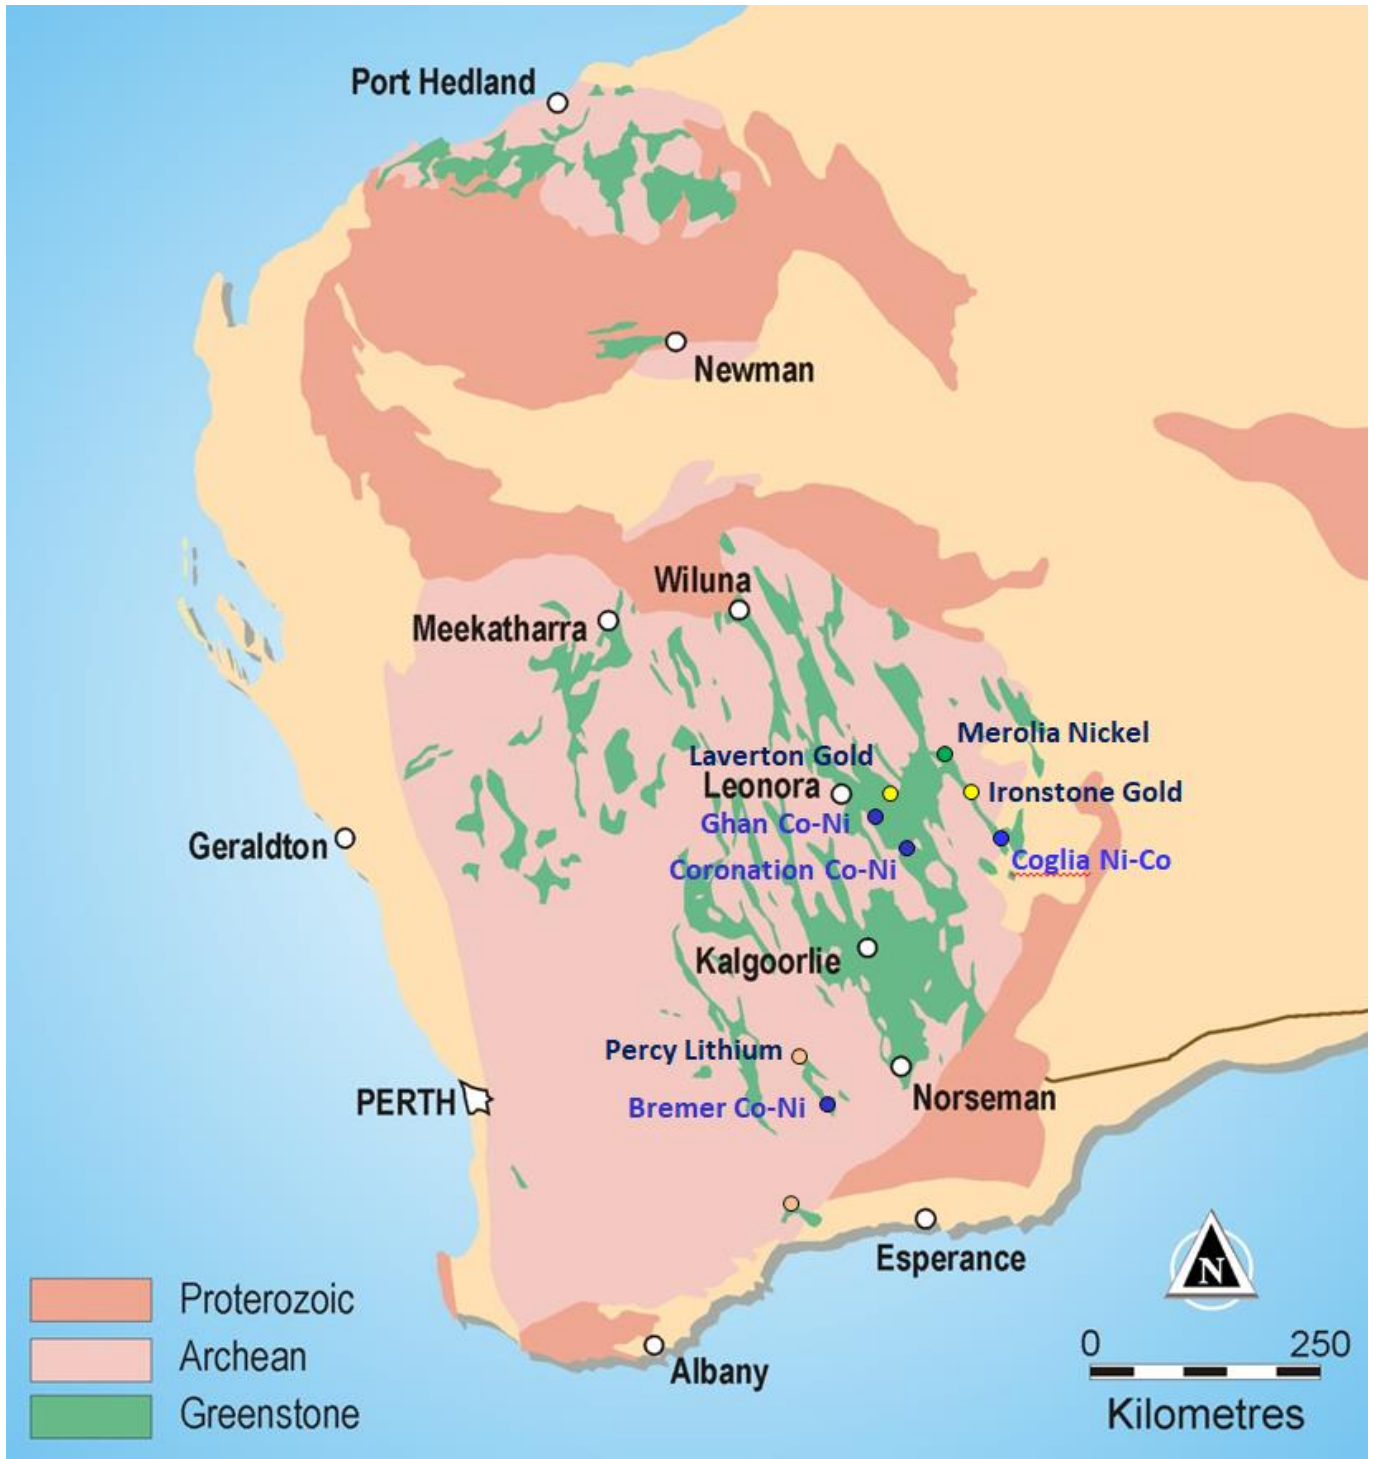 Port Hedland
Newman
Wiluna
Meekatharra
Merolia Nickel
Laverton Gold
Leonora
Ironstone Gold
Ghan Co-Ni
Geraldton
Coglia Ni-Co
Coronation Co-Ni
Kalgoorlie
Percy Lithium
Norseman
PERTH
Bremer Co-Ni
Esperance
N
Proterozoic
Archean
Greenstone
Albany
0 250
Kilometres